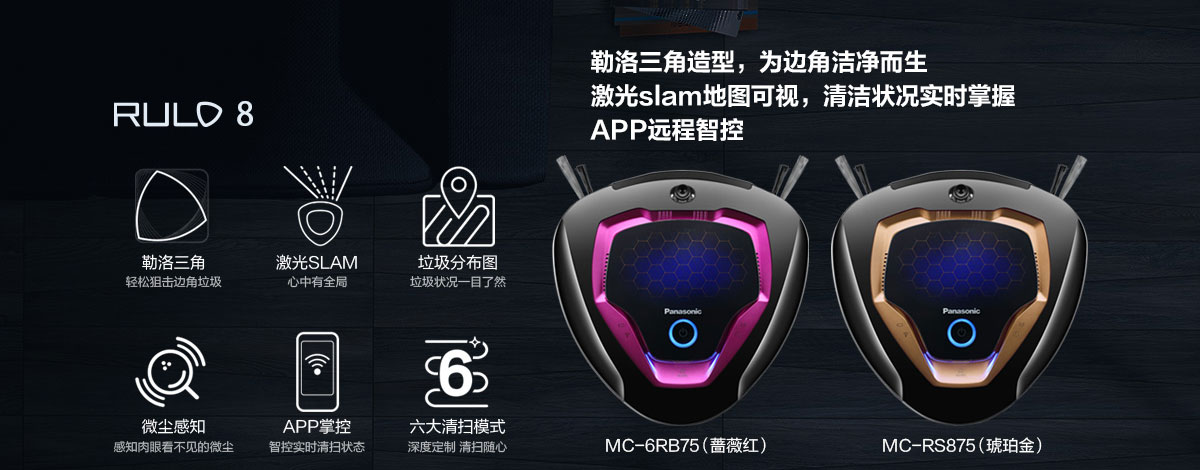 勒洛三角造型，为边角洁净而生
激光slam地图可视，清洁状况实时掌握
APP远程智控
RULO 8
勒洛三角
轻松狙击边角垃圾
激光SLAM
心中有全局
垃圾分布图
垃圾状况一目了然
微尘感知
感知肉眼看不见的微尘
APP掌控
智控实时清扫状态
6
六大清扫模式
深度定制 清扫随心
Panasonic
MC-6RB75（蔷薇红）
Panasonic
MC-RS875（琥珀金）